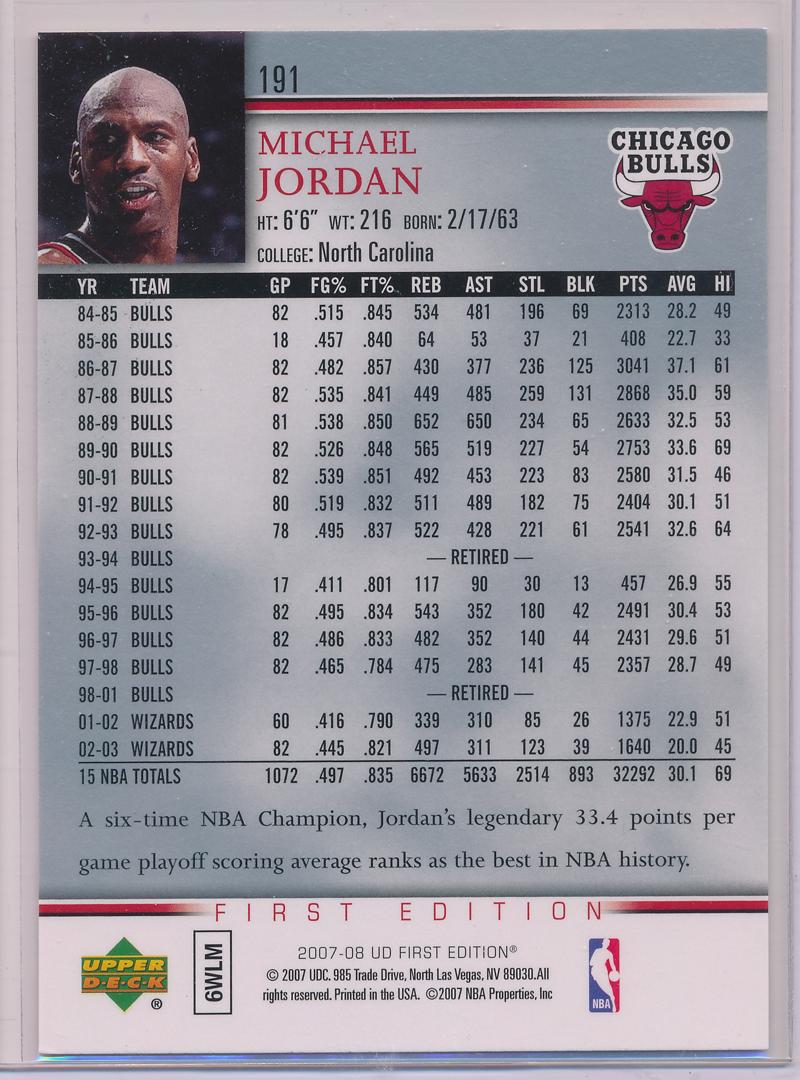 191
MICHAEL
JORDAN
HT: 6'6" WT: 216 BORN: 2/17/63
COLLEGE: North Carolina
CHICAGO
BULLS
YR TEAM GP FG% FT% REB AST STL BLK PTS AVG HI
84-85 BULLS 82 .515 .845 534 481 196 69 2313 28.2 49
85-86 BULLS 18 .457 .840 64 53 37 21 408 22.7 33
86-87 BULLS 82 .482 .857 430 377 236 125 3041 37.1 61
87-88 BULLS 82 .535 .841 449 485 259 131 2868 35.0 59
88-89 BULLS 81 .538 .850 652 650 234 65 2633 32.5 53
89-90 BULLS 82 .526 .848 565 519 227 54 2753 33.6 69
90-91 BULLS 82 .539 .851 492 453 223 83 2580 31.5 46
91-92 BULLS 80 .519 .832 511 489 182 75 2404 30.1 51
92-93 BULLS 78 .495 .837 522 428 221 61 2541 32.6 64
93-94 BULLS — RETIRED —
94-95 BULLS 17 .411 .801 117 90 30 13 457 26.9 55
95-96 BULLS 82 .495 .834 543 352 180 42 2491 30.4 53
96-97 BULLS 82 .486 .833 482 352 140 44 2431 29.6 51
97-98 BULLS 82 .465 .784 475 283 141 45 2357 28.7 49
98-01 BULLS — RETIRED —
01-02 WIZARDS 60 .416 .790 339 310 85 26 1375 22.9 51
02-03 WIZARDS 82 .445 .821 497 311 123 39 1640 20.0 45
15 NBA TOTALS 1072 .497 .835 6672 5633 2514 893 32292 30.1 69
A six-time NBA Champion, Jordan's legendary 33.4 points per
game playoff scoring average ranks as the best in NBA history.
FIRST EDITION
UPPER
D·E·C·K
®
6WLM
2007-08 UD FIRST EDITION®
© 2007 UDC. 985 Trade Drive, North Las Vegas, NV 89030.All
rights reserved. Printed in the USA. ©2007 NBA Properties, Inc
NBA